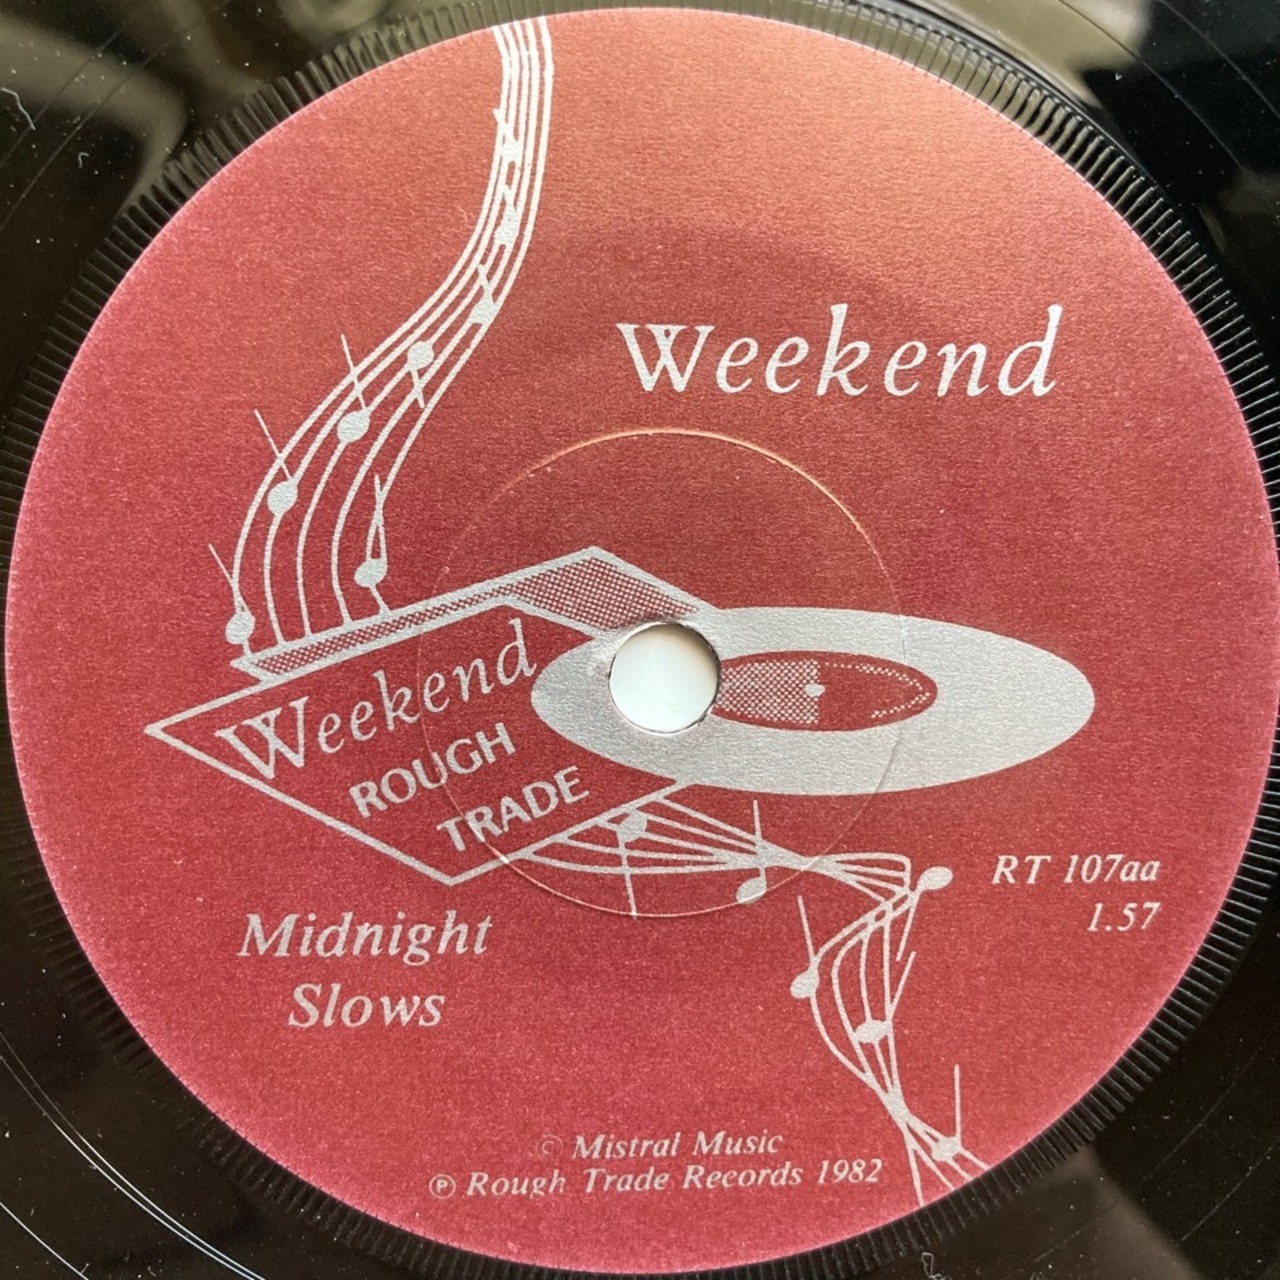 Weekend
Weekend
ROUGH
TRADE
RT 107aa
1.57
Midnight
Slows
© Mistral Music
℗ Rough Trade Records 1982